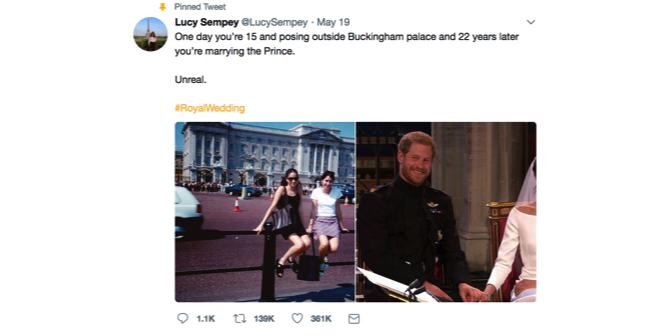 Pinned Tweet
Lucy Sempey @LucySempey · May 19
One day you're 15 and posing outside Buckingham palace and 22 years later
you're marrying the Prince.
Unreal.
#RoyalWedding
1.1K 139K 361K